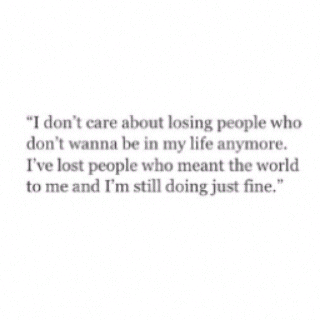 “I don’t care about losing people who
don’t wanna be in my life anymore.
I’ve lost people who meant the world
to me and I’m still doing just fine.”